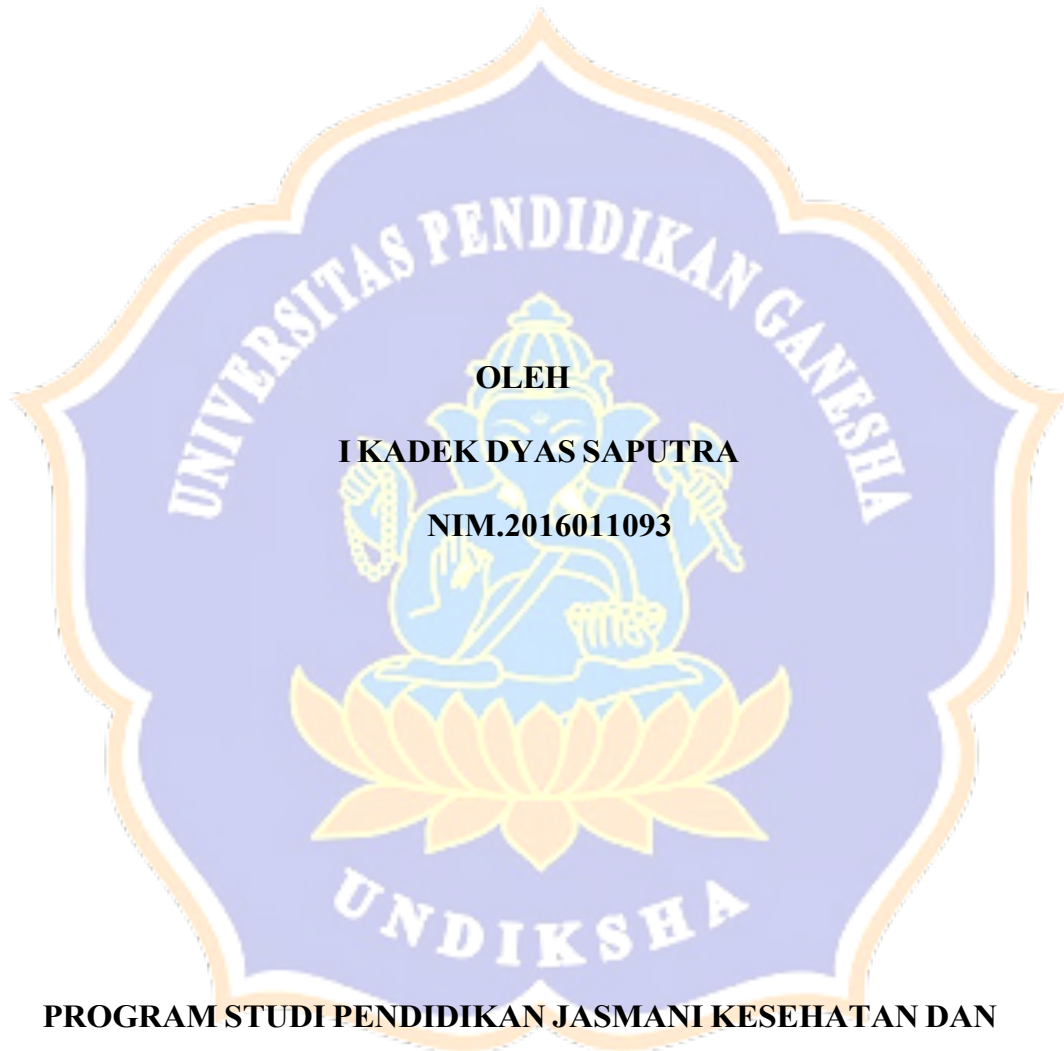 UNIVERSITAS PENDIDIKAN GANESHA
OLEH
I KADEK DYAS SAPUTRA
NIM.2016011093
UNDIKSHA
PROGRAM STUDI PENDIDIKAN JASMANI KESEHATAN DAN